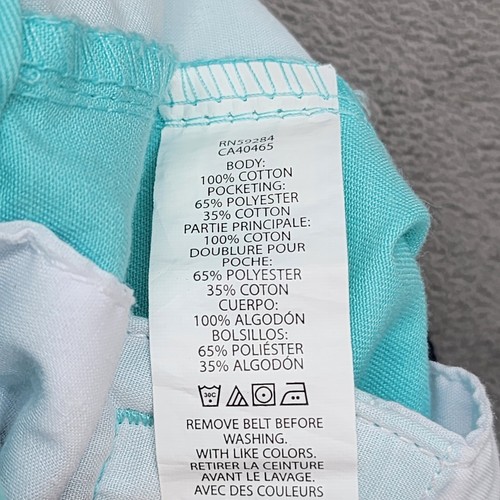 RN59284
CA40465
BODY:
100% COTTON
POCKETING:
65% POLYESTER
35% COTTON
PARTIE PRINCIPALE:
100% COTON
DOUBLURE POUR
POCHE:
65% POLYESTER
35% COTON
CUERPO:
100% ALGODÓN
BOLSILLOS:
65% POLIÉSTER
35% ALGODÓN
30C
REMOVE BELT BEFORE
WASHING.
WITH LIKE COLORS.
RETIRER LA CEINTURE
AVANT LE LAVAGE.
AVEC DES COULEURS